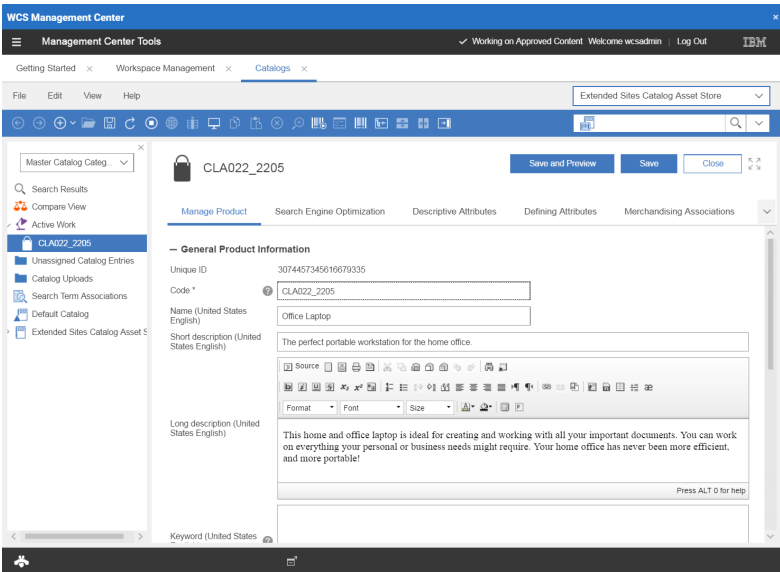 WCS Management Center
Management Center Tools
Working on Approved Content Welcome wcsadmin | Log Out IBM
Getting Started Workspace Management Catalogs
File Edit View Help Extended Sites Catalog Asset Store
Master Catalog Categ...
CLA022_2205
Save and Preview Save Close
Search Results
Compare View
Active Work
CLA022_2205
Unassigned Catalog Entries
Catalog Uploads
Search Term Associations
Default Catalog
Extended Sites Catalog Asset S
Manage Product Search Engine Optimization Descriptive Attributes Defining Attributes Merchandising Associations
General Product Information
Unique ID 3074457345616679335
Code * CLA022_2205
Name (United States
English)
Office Laptop
Short description (United
States English)
The perfect portable workstation for the home office.
Source
Format Font Size
Long description (United
States English)
This home and office laptop is ideal for creating and working with all your important documents. You can work
on everything your personal or business needs might require. Your home office has never been more efficient,
and more portable!
Press ALT 0 for help
Keyword (United States